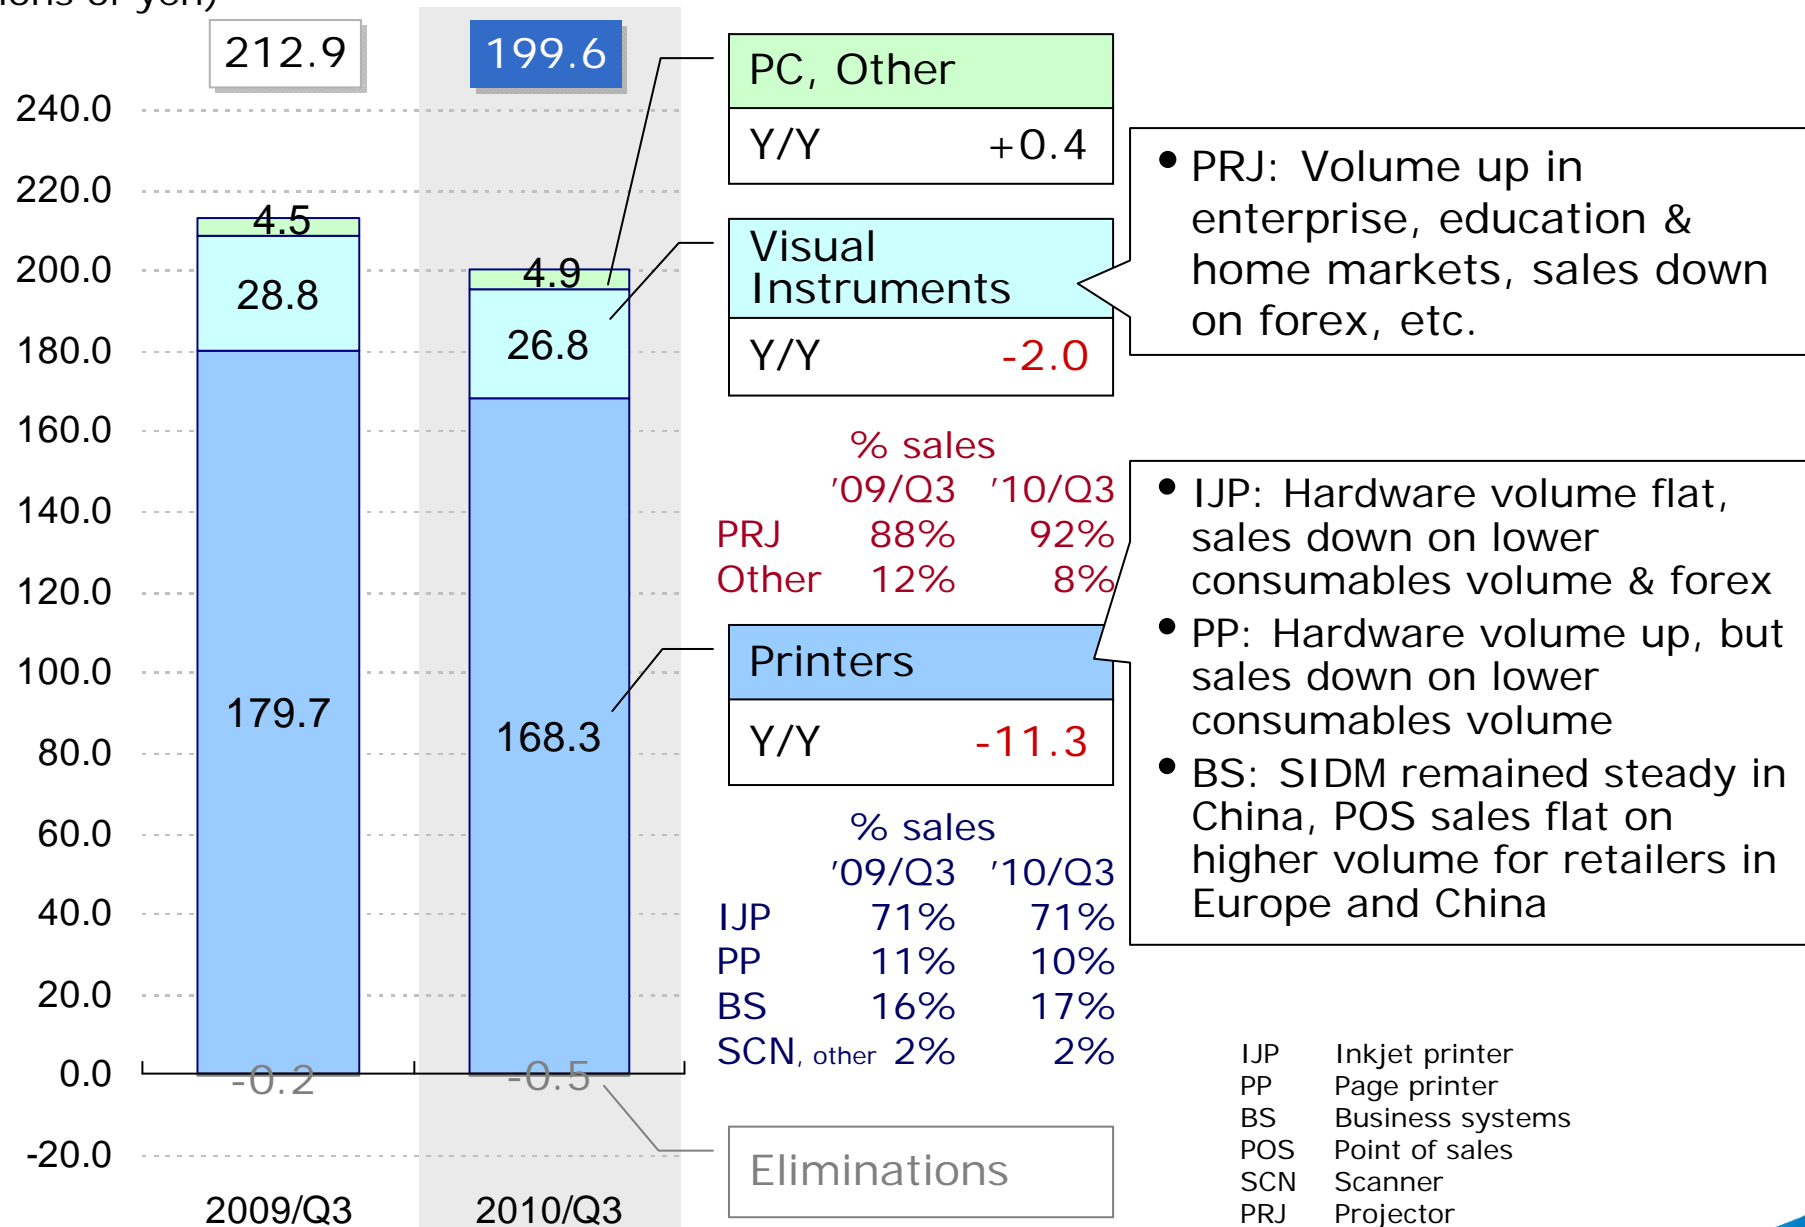 of yen)
212.9
199.6
240.0
220.0
200.0
180.0
160.0
140.0
120.0
100.0
80.0
60.0
40.0
20.0
0.0
-20.0
4.5
28.8
179.7
-0.2
4.9
26.8
168.3
-0.5
2009/Q3
2010/Q3
PC, Other
Y/Y +0.4
Visual
Instruments
Y/Y -2.0
% sales
'09/Q3 '10/Q3
PRJ 88% 92%
Other 12% 8%
Printers
Y/Y -11.3
% sales
'09/Q3 '10/Q3
IJP 71% 71%
PP 11% 10%
BS 16% 17%
SCN, other 2% 2%
Eliminations
• PRJ: Volume up in
enterprise, education &
home markets, sales down
on forex, etc.
• IJP: Hardware volume flat,
sales down on lower
consumables volume & forex
• PP: Hardware volume up, but
sales down on lower
consumables volume
• BS: SIDM remained steady in
China, POS sales flat on
higher volume for retailers in
Europe and China
IJP Inkjet printer
PP Page printer
BS Business systems
POS Point of sales
SCN Scanner
PRJ Projector